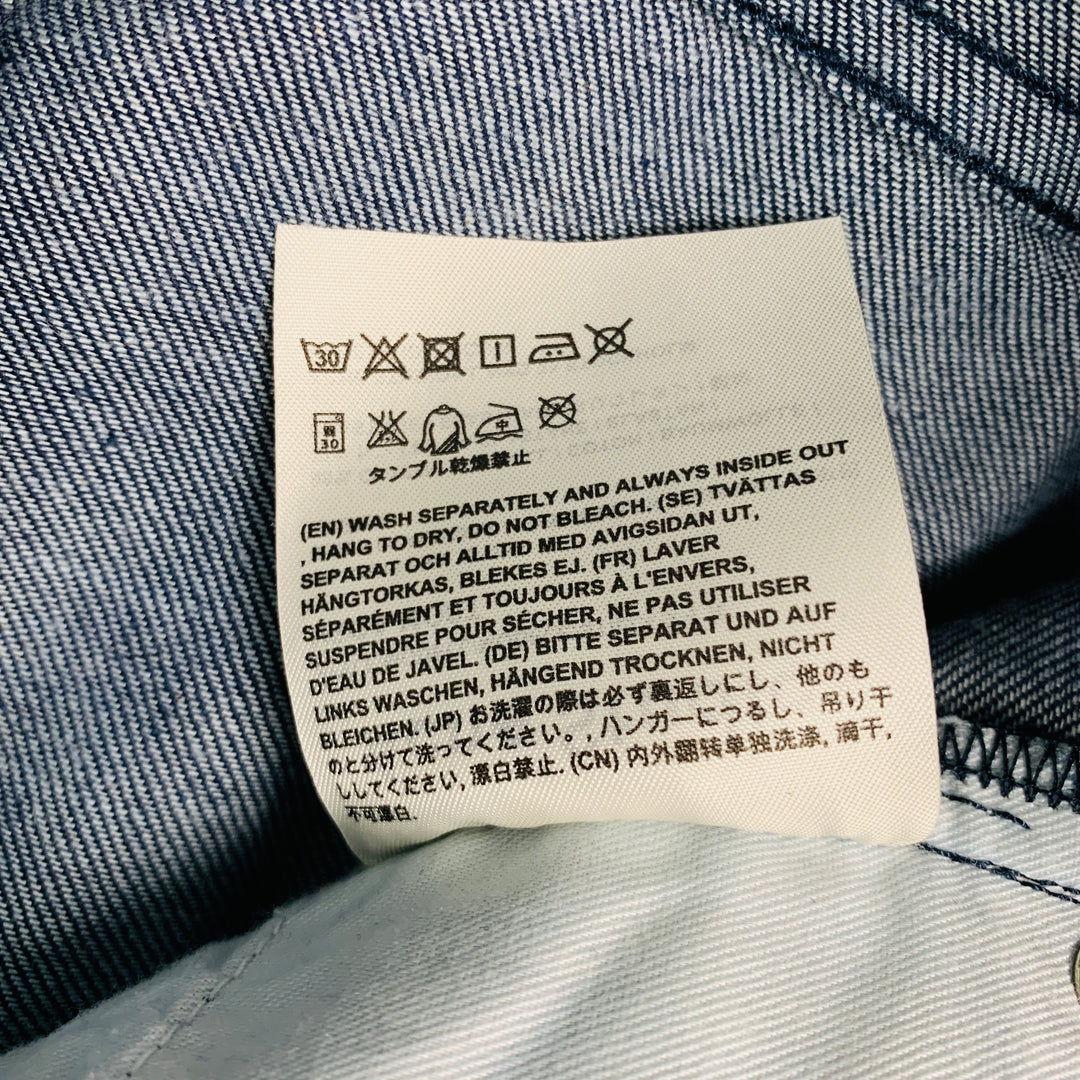 30
弱
30
中
タンブル乾燥禁止
(EN) WASH SEPARATELY AND ALWAYS INSIDE OUT
, HANG TO DRY, DO NOT BLEACH. (SE) TVÄTTAS
SEPARAT OCH ALLTID MED AVIGSIDAN UT,
HÄNGTORKAS, BLEKES EJ. (FR) LAVER
SÉPARÉMENT ET TOUJOURS À L'ENVERS,
SUSPENDRE POUR SÉCHER, NE PAS UTILISER
D'EAU DE JAVEL. (DE) BITTE SEPARAT UND AUF
LINKS WASCHEN, HÄNGEND TROCKNEN, NICHT
BLEICHEN. (JP) お洗濯の際は必ず裏返しにし、他のも
のと分けて洗ってください。, ハンガーにつるし、吊り干
ししてください, 漂白禁止. (CN) 内外翻转单独洗涤, 滴干,
不可漂白.